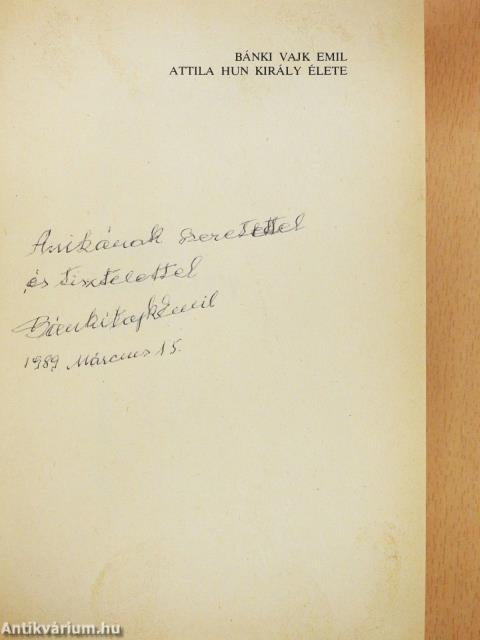 BÁNKI VAJK EMIL
ATTILA HUN KIRÁLY ÉLETE
Anikának szeretettel
és tisztelettel
Bánki Vajk Emil
1989 Március 15.
Antikvárium.hu